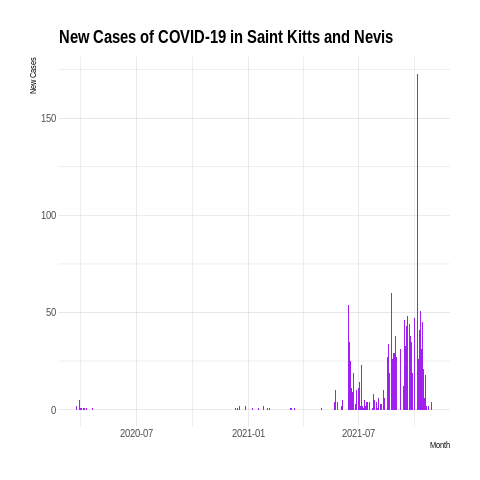 New Cases of COVID-19 in Saint Kitts and Nevis
New Cases
150
100
50
0
2020-07 2021-01 2021-07
Month